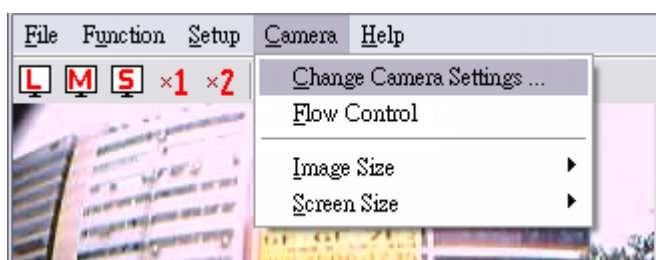 File Function Setup Camera Help
L M S ×1 ×2
Change Camera Settings ...
Flow Control
Image Size
Screen Size